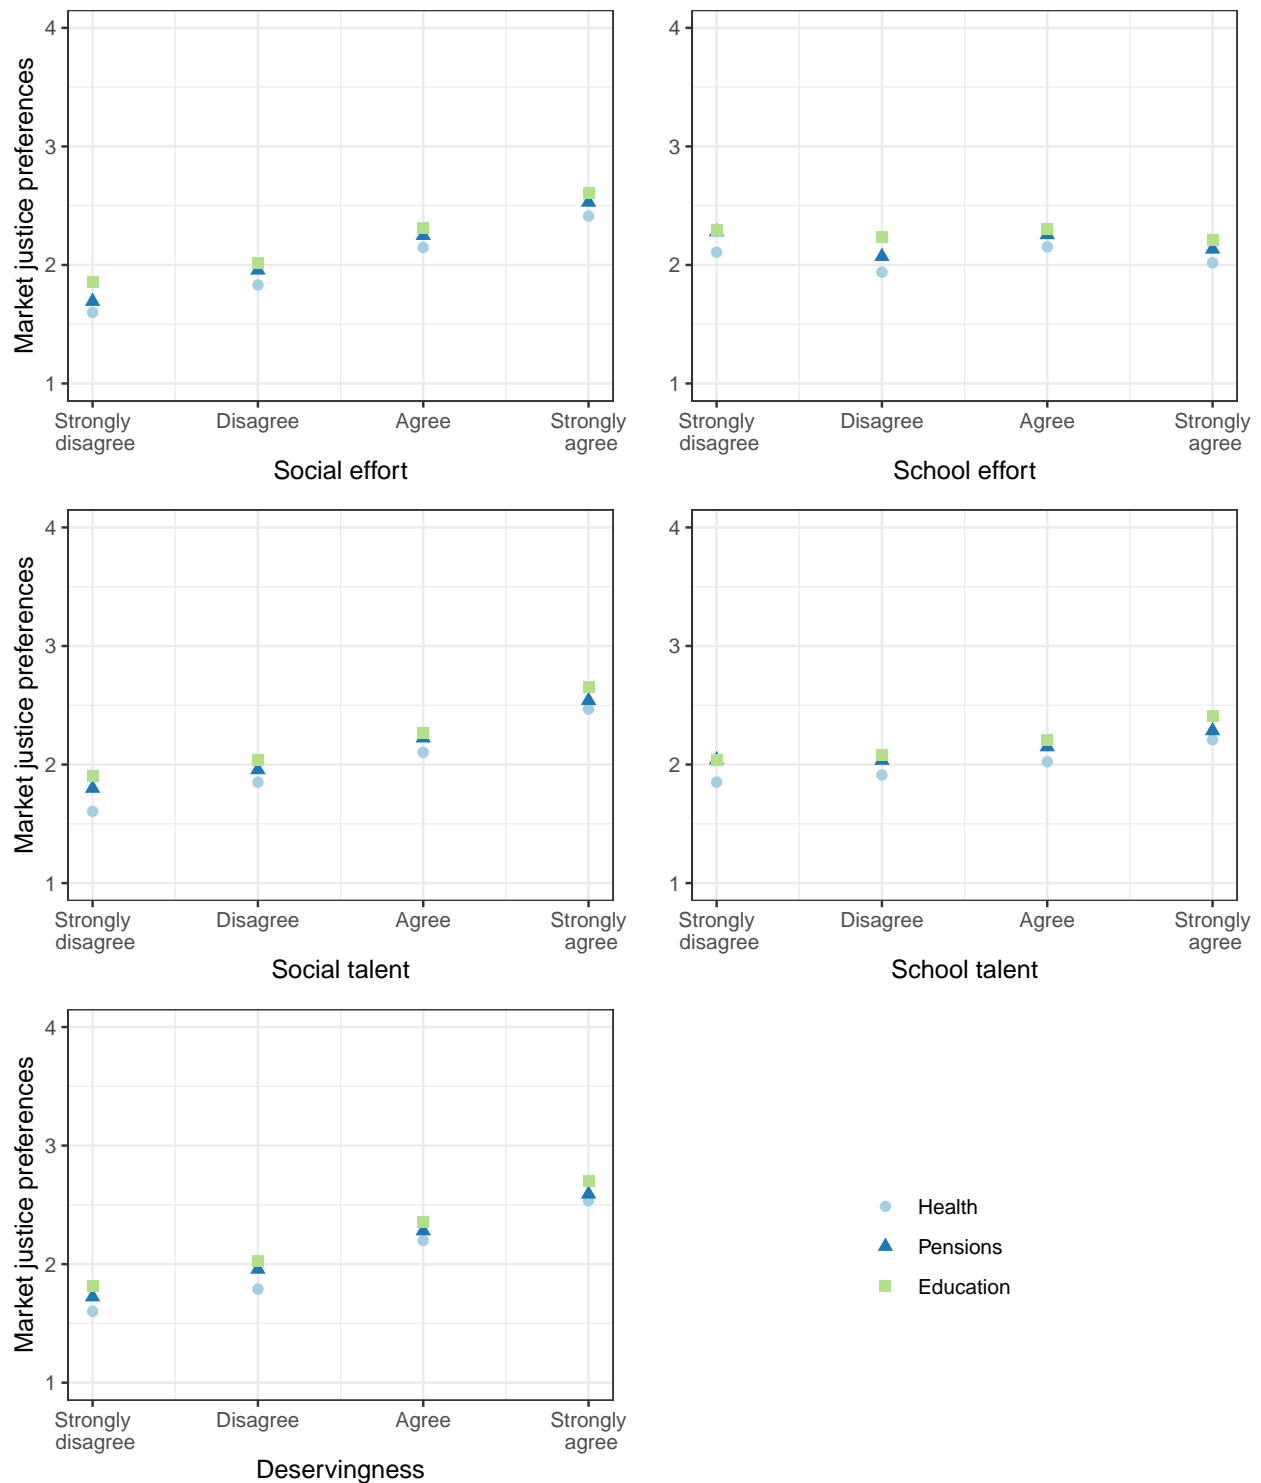 Market justice preferences
4
3
2
1
Strongly disagree
Disagree
Agree
Strongly agree
Social effort
4
3
2
1
Strongly disagree
Disagree
Agree
Strongly agree
School effort
Market justice preferences
4
3
2
1
Strongly disagree
Disagree
Agree
Strongly agree
Social talent
4
3
2
1
Strongly disagree
Disagree
Agree
Strongly agree
School talent
Market justice preferences
4
3
2
1
Strongly disagree
Disagree
Agree
Strongly agree
Deservingness
Health
Pensions
Education